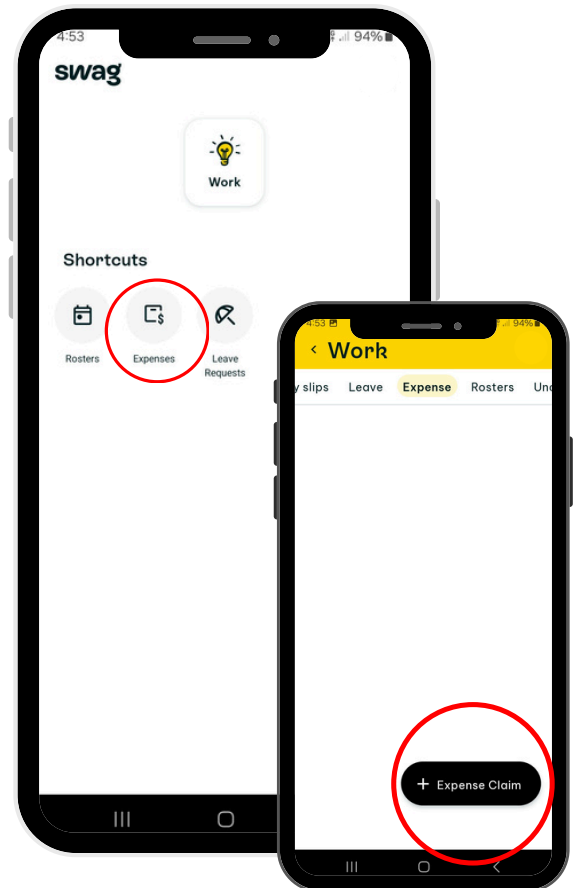 4:53
94%
swag
Work
Shortcuts
Rosters
Expenses
Leave
Requests
4:53
94%
Work
y slips Leave Expense Rosters Un
+ Expense Claim